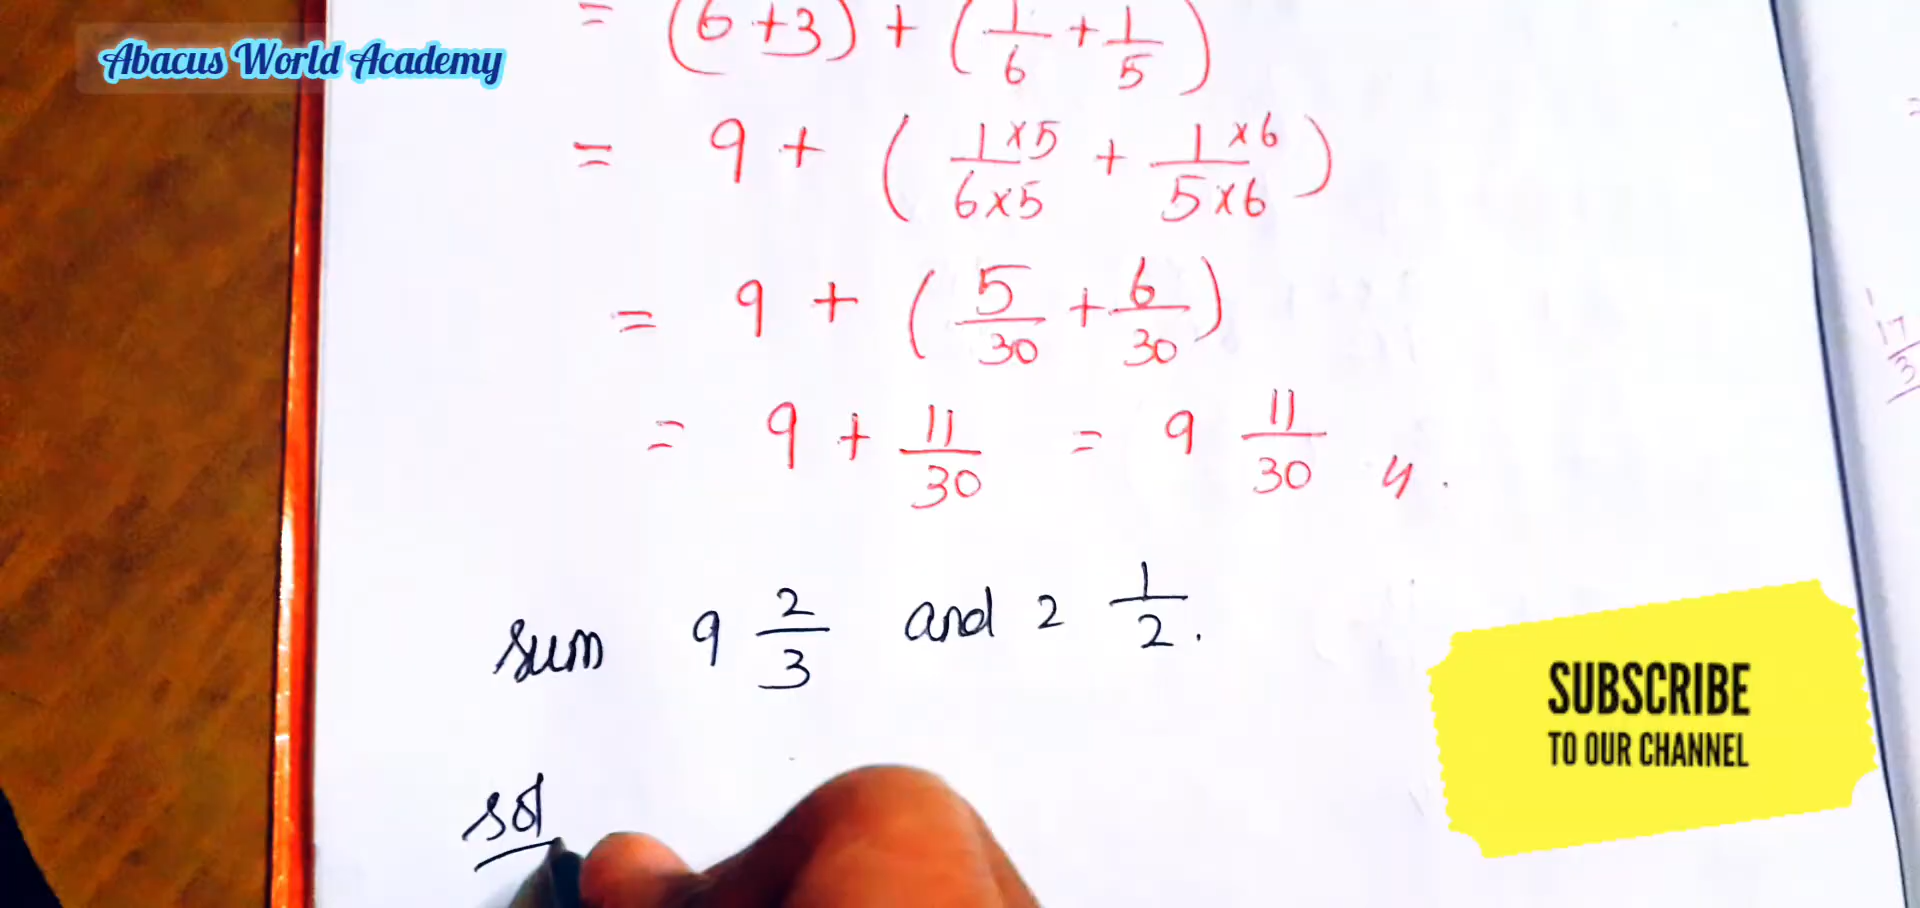 Abacus World Academy
= (6+3) + (1/6 + 1/5)
= 9 + (1×5/6×5 + 1×6/5×6)
= 9 + (5/30 + 6/30)
= 9 + 11/30 = 9 11/30
sum 9 2/3 and 2 1/2.
sol
SUBSCRIBE
TO OUR CHANNEL
17/3